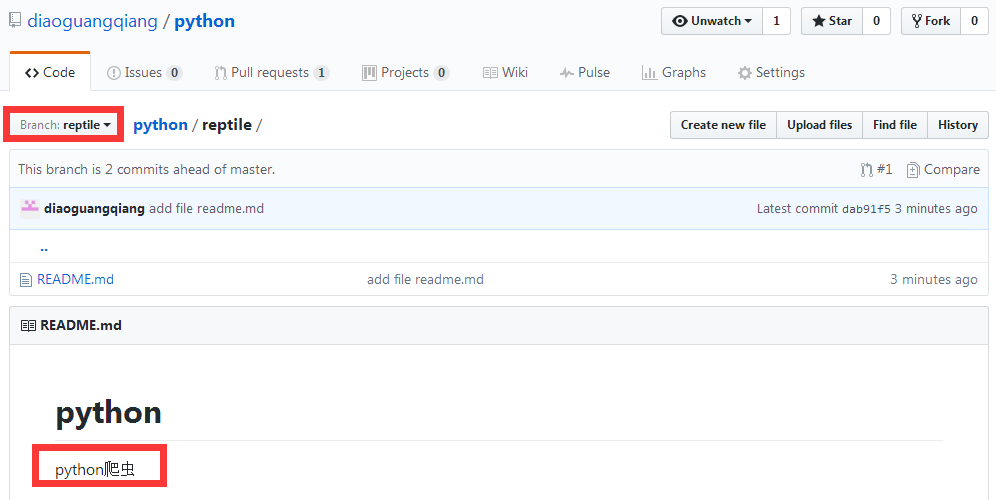 diaoguangqiang / python
Unwatch 1 Star 0 Fork 0
Code Issues 0 Pull requests 1 Projects 0 Wiki Pulse Graphs Settings
Branch: reptile python / reptile / Create new file Upload files Find file History
This branch is 2 commits ahead of master. #1 Compare
diaoguangqiang add file readme.md Latest commit dab91f5 3 minutes ago
..
README.md add file readme.md 3 minutes ago
README.md
python
python爬虫